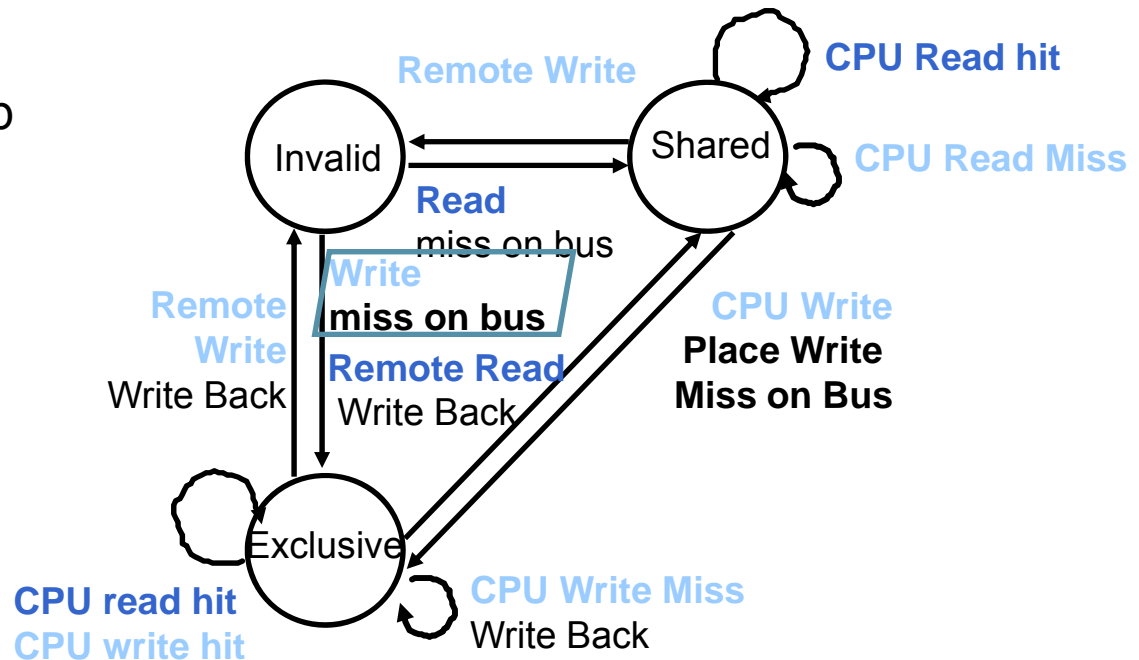 Remote Write
CPU Read hit
Invalid
Shared
CPU Read Miss
Read
miss on bus
Write
miss on bus
Remote
Write
Write Back
Remote Read
Write Back
CPU Write
Place Write
Miss on Bus
Exclusive
CPU read hit
CPU write hit
CPU Write Miss
Write Back